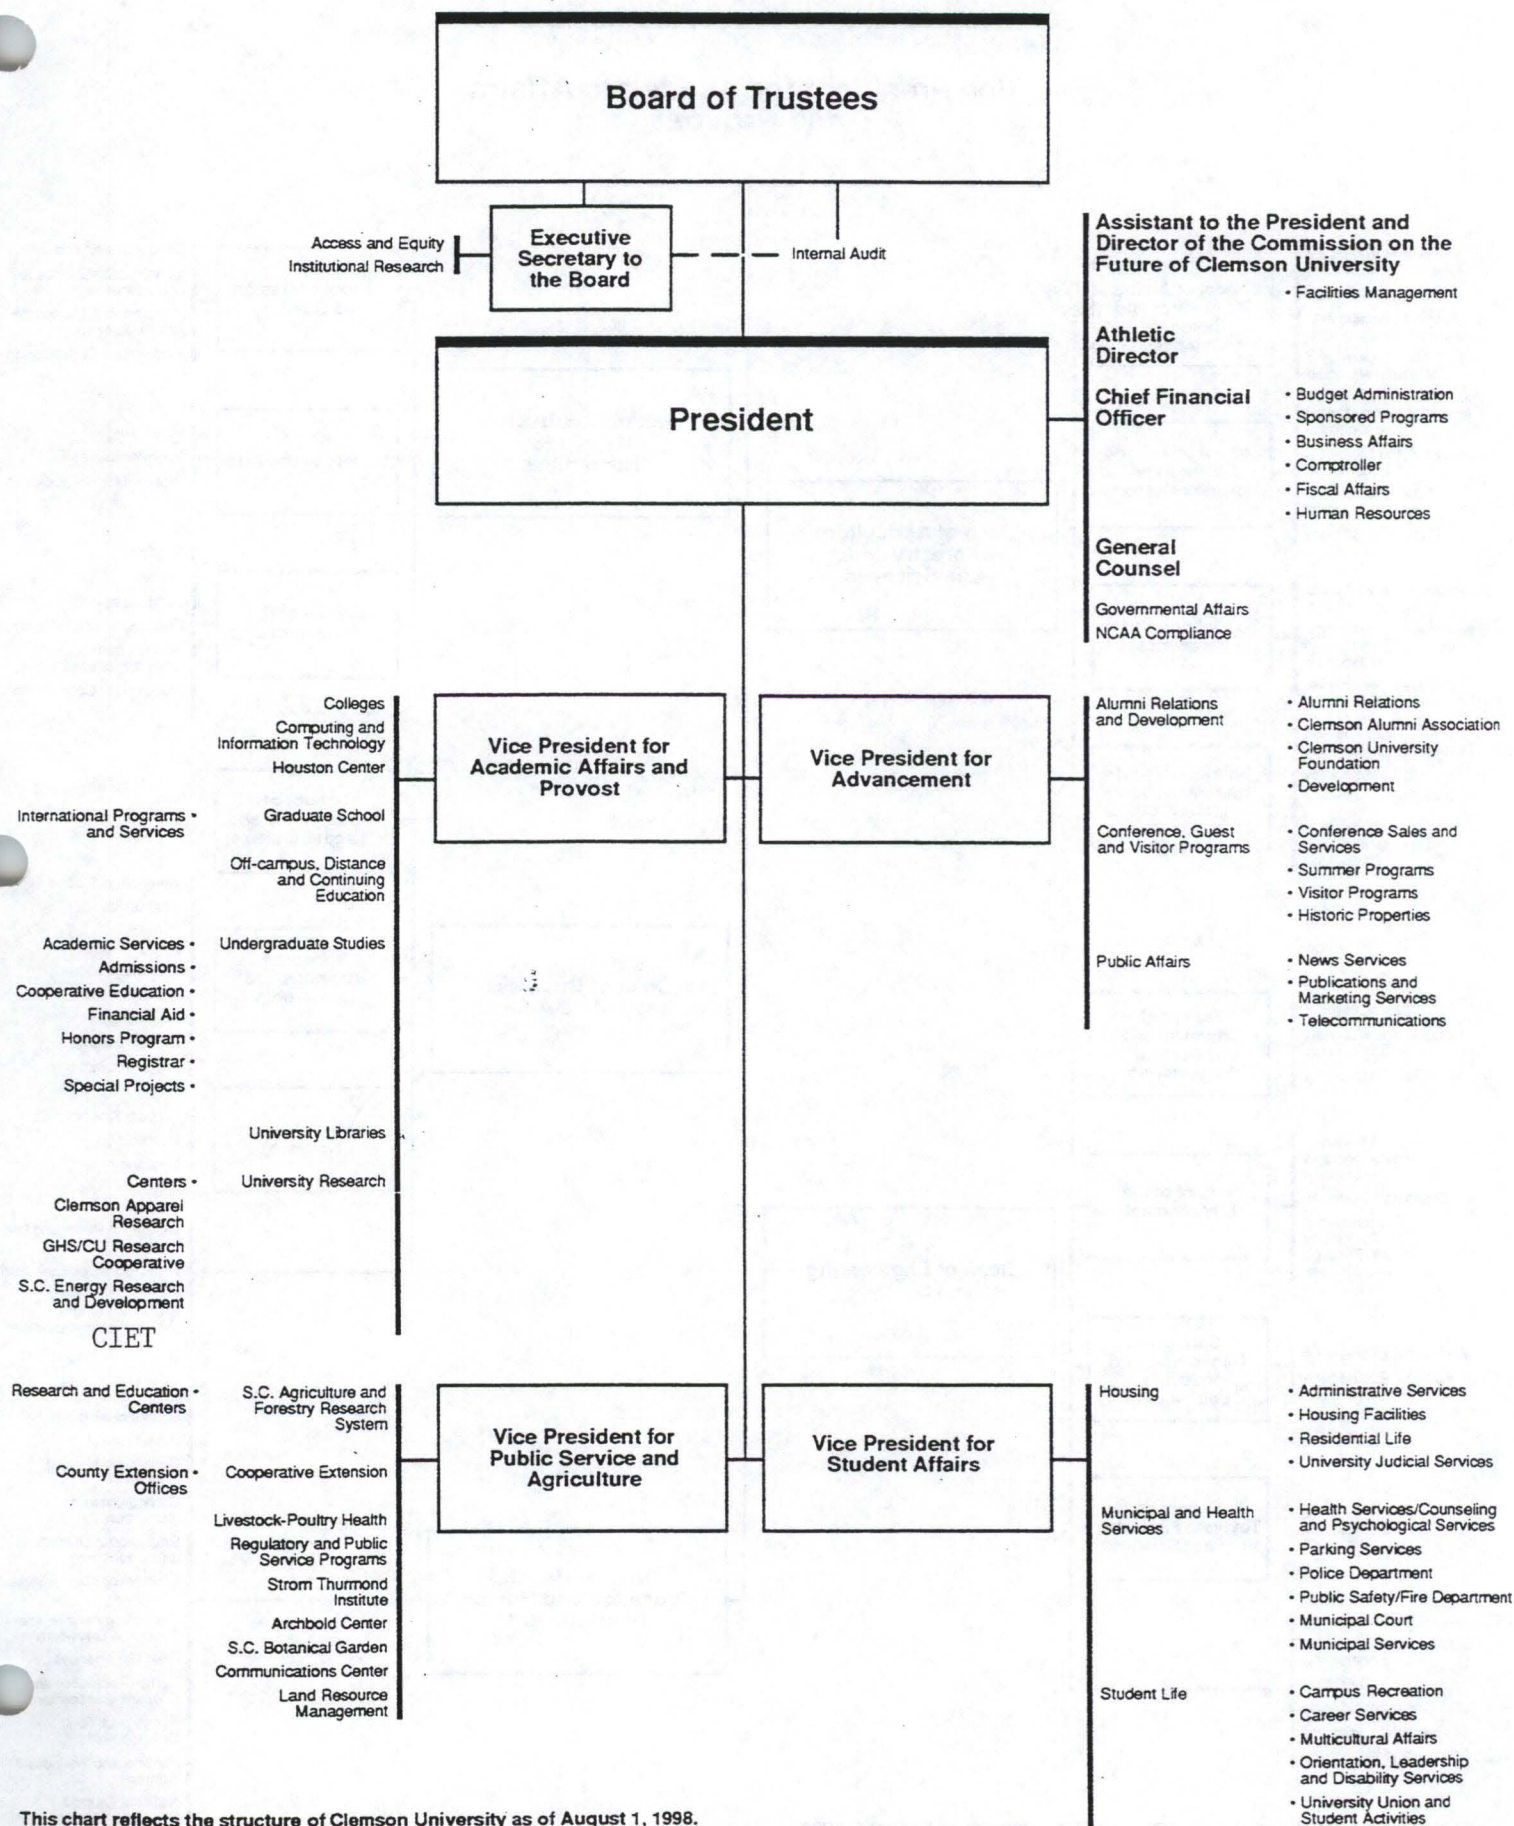 Board of Trustees
Access and Equity
Institutional Research
Executive
Secretary to
the Board
Internal Audit
Assistant to the President and
Director of the Commission on the
Future of Clemson University
• Facilities Management
Athletic
Director
President
Chief Financial
Officer
• Budget Administration
• Sponsored Programs
• Business Affairs
• Comptroller
• Fiscal Affairs
• Human Resources
General
Counsel
Governmental Affairs
NCAA Compliance
Vice President for
Academic Affairs and
Provost
Colleges
Computing and
Information Technology
Houston Center
Graduate School
International Programs •
and Services
Off-campus, Distance
and Continuing
Education
Undergraduate Studies
Academic Services •
Admissions •
Cooperative Education •
Financial Aid •
Honors Program •
Registrar •
Special Projects •
University Libraries
University Research
Centers •
Clemson Apparel
Research
GHS/CU Research
Cooperative
S.C. Energy Research
and Development
CIET
Vice President for
Advancement
Alumni Relations
and Development
• Alumni Relations
• Clemson Alumni Association
• Clemson University
Foundation
• Development
Conference, Guest
and Visitor Programs
• Conference Sales and
Services
• Summer Programs
• Visitor Programs
• Historic Properties
Public Affairs
• News Services
• Publications and
Marketing Services
• Telecommunications
Vice President for
Public Service and
Agriculture
S.C. Agriculture and
Forestry Research
System
Research and Education •
Centers
Cooperative Extension
County Extension •
Offices
Livestock-Poultry Health
Regulatory and Public
Service Programs
Strom Thurmond
Institute
Archbold Center
S.C. Botanical Garden
Communications Center
Land Resource
Management
Vice President for
Student Affairs
Housing
• Administrative Services
• Housing Facilities
• Residential Life
• University Judicial Services
Municipal and Health
Services
• Health Services/Counseling
and Psychological Services
• Parking Services
• Police Department
• Public Safety/Fire Department
• Municipal Court
• Municipal Services
Student Life
• Campus Recreation
• Career Services
• Multicultural Affairs
• Orientation, Leadership
and Disability Services
• University Union and
Student Activities
This chart reflects the structure of Clemson University as of August 1, 1998.